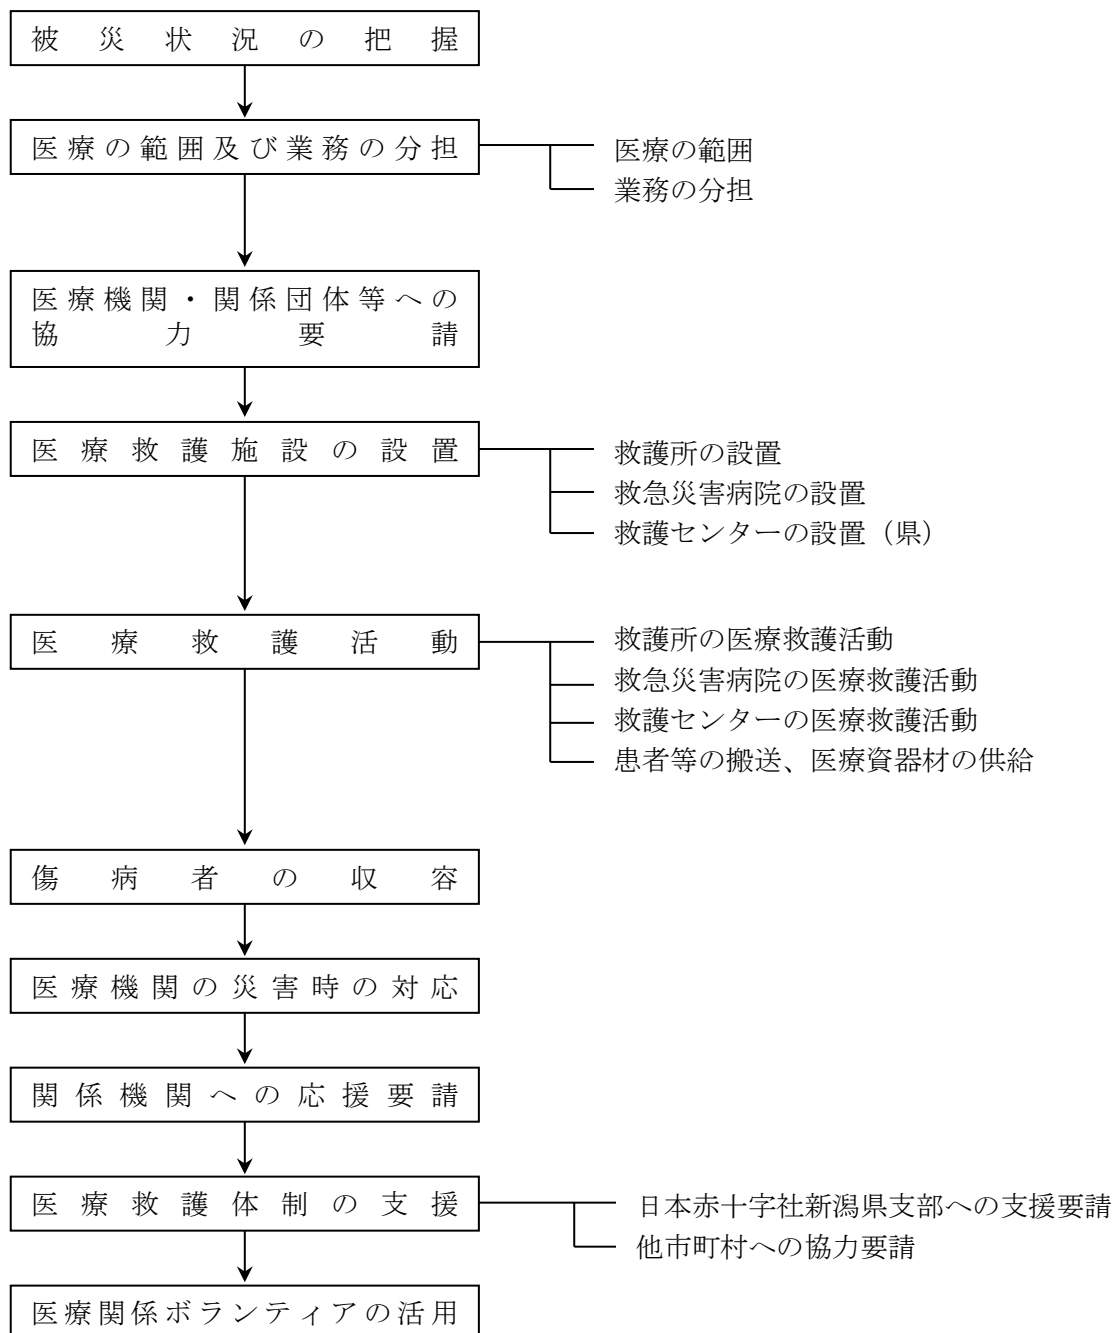 被災状況の把握
医療の範囲及び業務の分担
医療の範囲
業務の分担
医療機関・関係団体等への
協力要請
医療救護施設の設置
救護所の設置
救急災害病院の設置
救護センターの設置（県）
医療救護活動
救護所の医療救護活動
救急災害病院の医療救護活動
救護センターの医療救護活動
患者等の搬送、医療資器材の供給
傷病者の収容
医療機関の災害時の対応
関係機関への応援要請
医療救護体制の支援
日本赤十字社新潟県支部への支援要請
他市町村への協力要請
医療関係ボランティアの活用